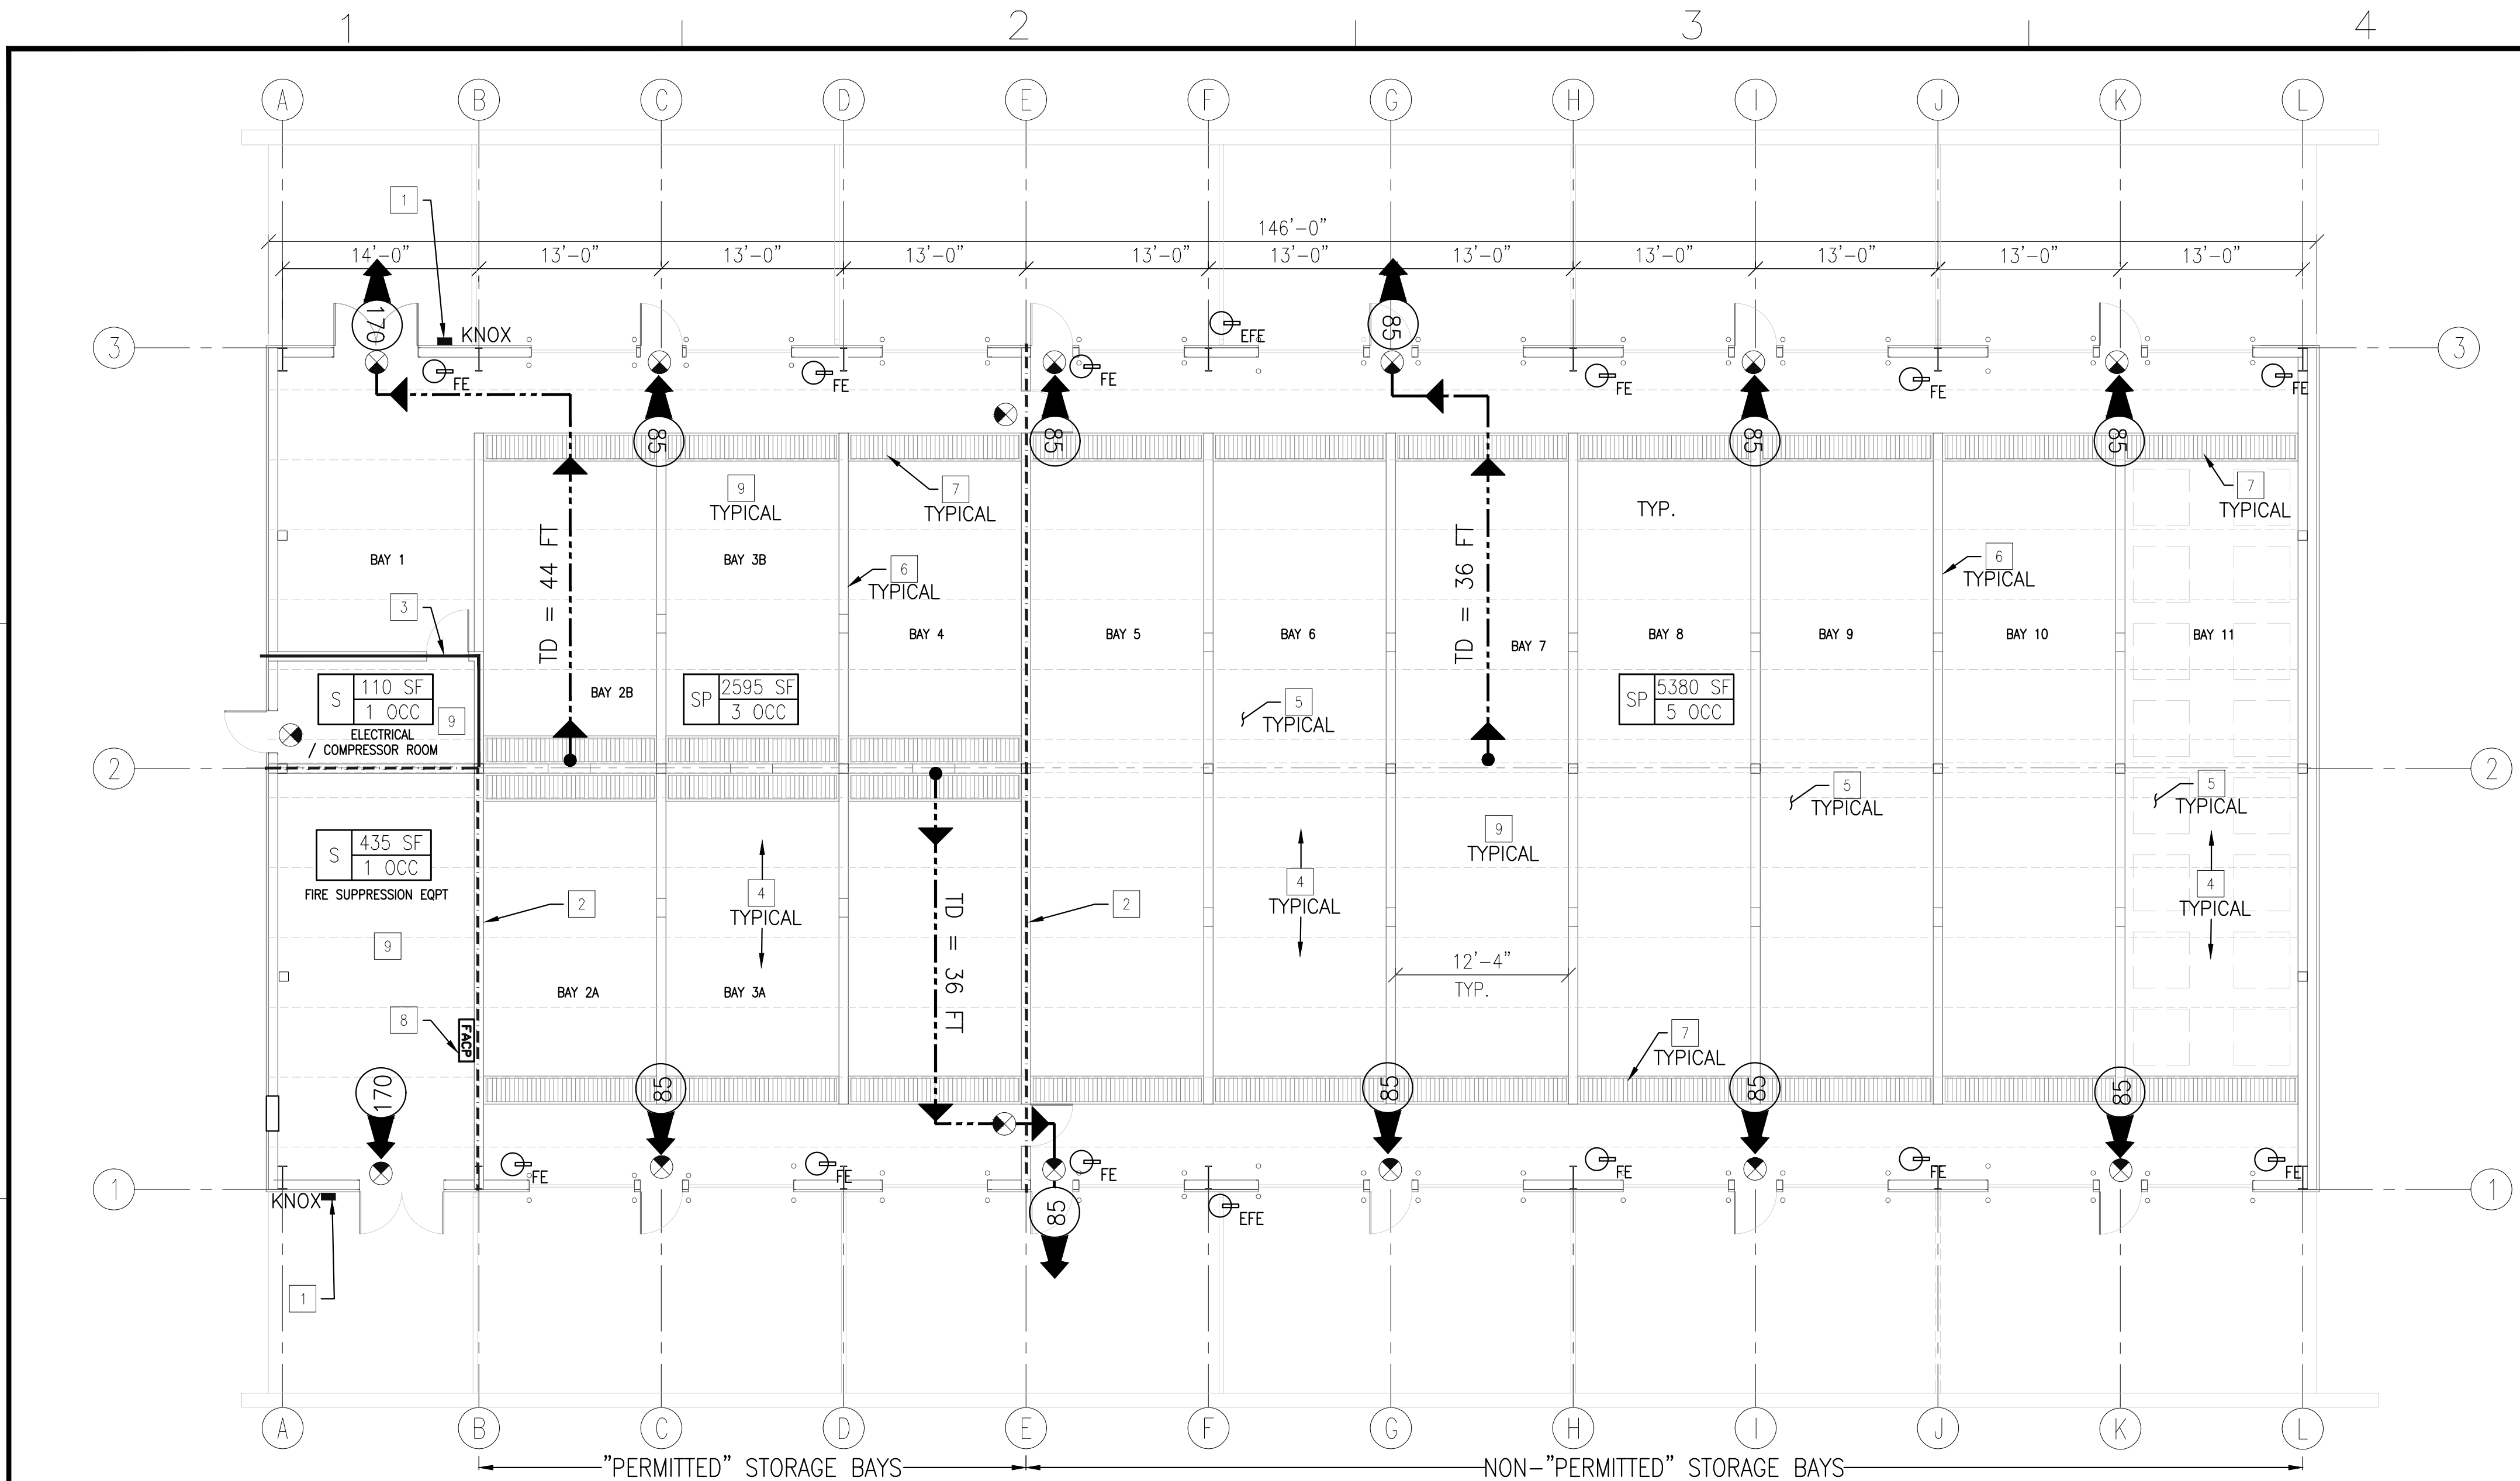 1 2 3 4
A B C D E F G H I J K L
1
146'-0"
14'-0" 13'-0" 13'-0" 13'-0" 13'-0" 13'-0" 13'-0" 13'-0" 13'-0" 13'-0" 13'-0"
170 KNOX EFE 85
3 3
FE FE FE FE FE FE
85 85 85 85
9 TYPICAL
7 TYPICAL
TYP.
7 TYPICAL
TD = 44 FT
TD = 36 FT
BAY 1
BAY 3B
6 TYPICAL
6 TYPICAL
3
BAY 4 BAY 5 BAY 6 BAY 7 BAY 8 BAY 9 BAY 10 BAY 11
S 110 SF
1 OCC
9
ELECTRICAL
/ COMPRESSOR ROOM
BAY 2B
SP 2595 SF
3 OCC
5 TYPICAL
SP 5380 SF
5 OCC
2 2
5 TYPICAL
5 TYPICAL
S 435 SF
1 OCC
FIRE SUPPRESSION EQPT
9 TYPICAL
2
4 TYPICAL
2
4 TYPICAL
4 TYPICAL
TD = 36 FT
9
12'-4"
TYP.
BAY 2A
BAY 3A
8
FACP
7 TYPICAL
170 85 85 85 85
FE FE FE FE FE FE
1 1
KNOX
85
EFE
1
A B C D E F G H I J K L
"PERMITTED" STORAGE BAYS
NON-"PERMITTED" STORAGE BAYS